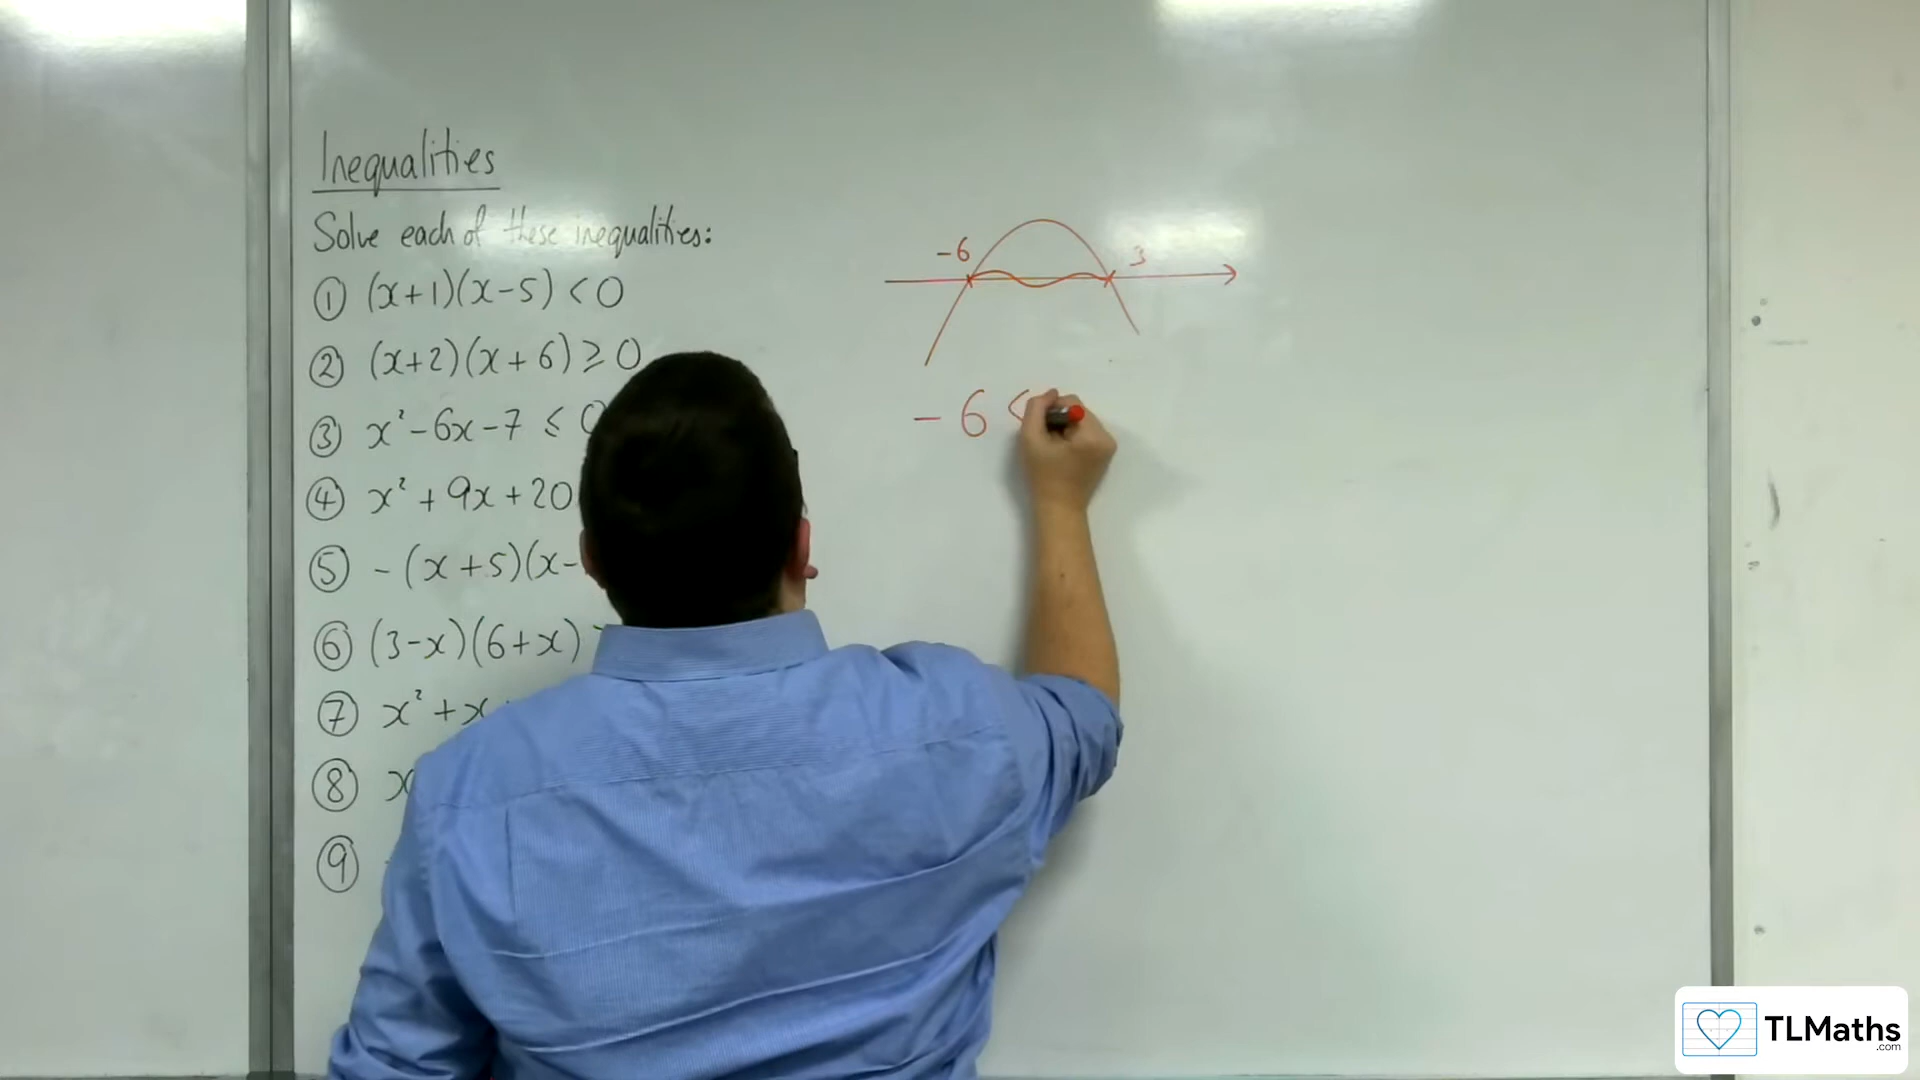 Inequalities
Solve each of these inequalities:
① (x+1)(x-5) < 0
② (x+2)(x+6) ≥ 0
③ x² - 6x - 7 ≤ 0
④ x² + 9x + 20
⑤ -(x+5)(x-
⑥ (3-x)(6+x)
⑦ x² + x
⑧ x
⑨
-6 3
-6 <
TLMaths
.com